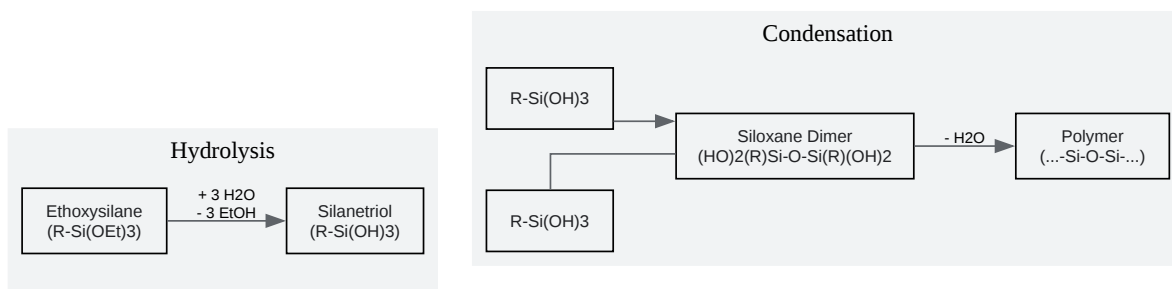 Hydrolysis
Ethoxysilane
(R-Si(OEt)3)
+ 3 H2O
- 3 EtOH
Silanetriol
(R-Si(OH)3)
Condensation
R-Si(OH)3
R-Si(OH)3
Siloxane Dimer
(HO)2(R)Si-O-Si(R)(OH)2
- H2O
Polymer
(...-Si-O-Si-...)